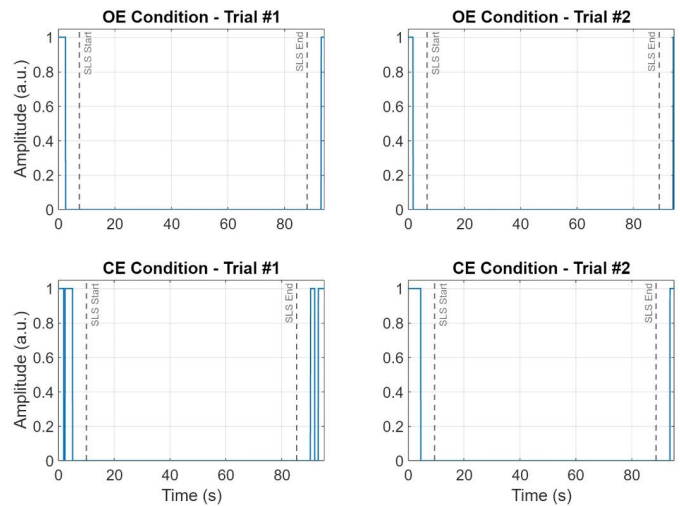 OE Condition - Trial #1
Amplitude (a.u.)
1
0.8
0.6
0.4
0.2
0
SLS Start
SLS End
0 20 40 60 80
OE Condition - Trial #2
1
0.8
0.6
0.4
0.2
0
SLS Start
SLS End
0 20 40 60 80
CE Condition - Trial #1
Amplitude (a.u.)
1
0.8
0.6
0.4
0.2
0
SLS Start
SLS End
0 20 40 60 80
Time (s)
CE Condition - Trial #2
1
0.8
0.6
0.4
0.2
0
SLS Start
SLS End
0 20 40 60 80
Time (s)